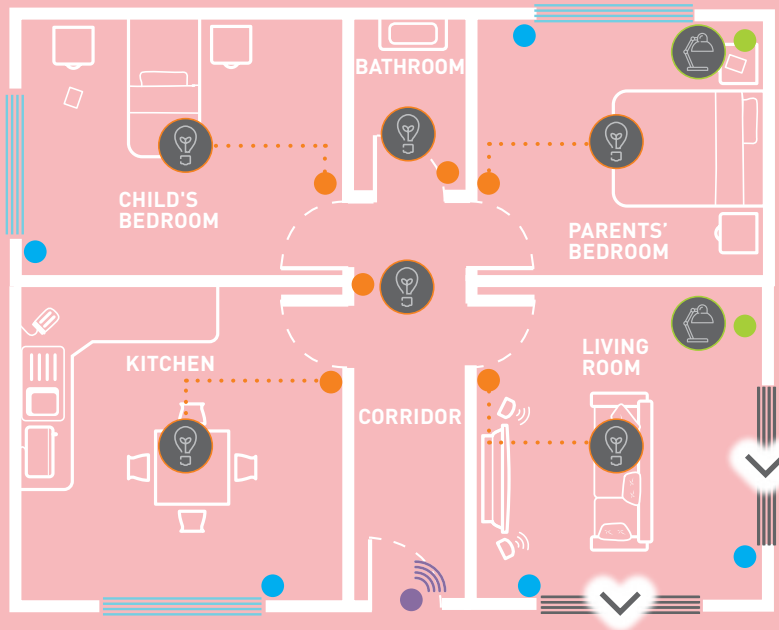 BATHROOM
CHILD'S
BEDROOM
PARENTS’
BEDROOM
KITCHEN
LIVING
ROOM
CORRIDOR